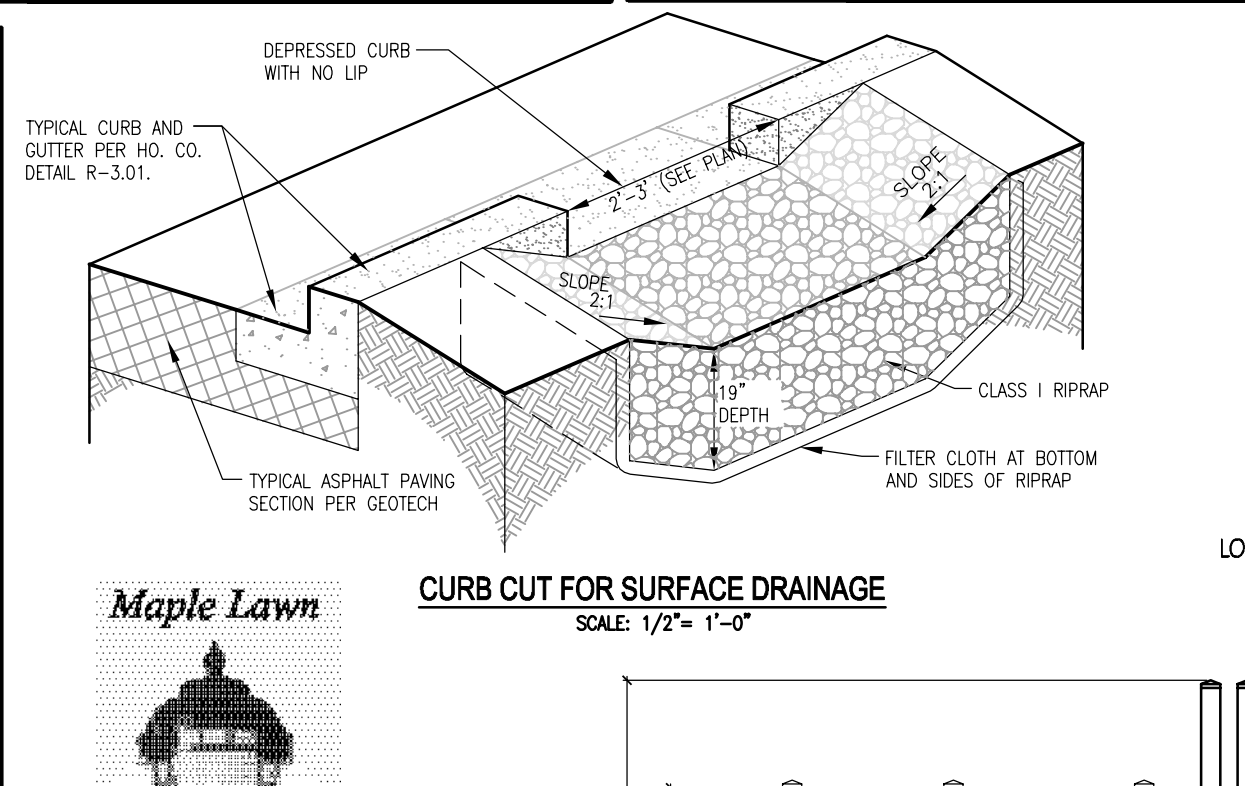 DEPRESSED CURB
WITH NO LIP
TYPICAL CURB AND
GUTTER PER HO. CO.
DETAIL R-3.01.
2'-3' (SEE PLAN)
SLOPE
2:1
SLOPE
2:1
19"
DEPTH
CLASS I RIPRAP
FILTER CLOTH AT BOTTOM
AND SIDES OF RIPRAP
TYPICAL ASPHALT PAVING
SECTION PER GEOTECH
LO
CURB CUT FOR SURFACE DRAINAGE
SCALE: 1/2"= 1'-0"
Maple Lawn